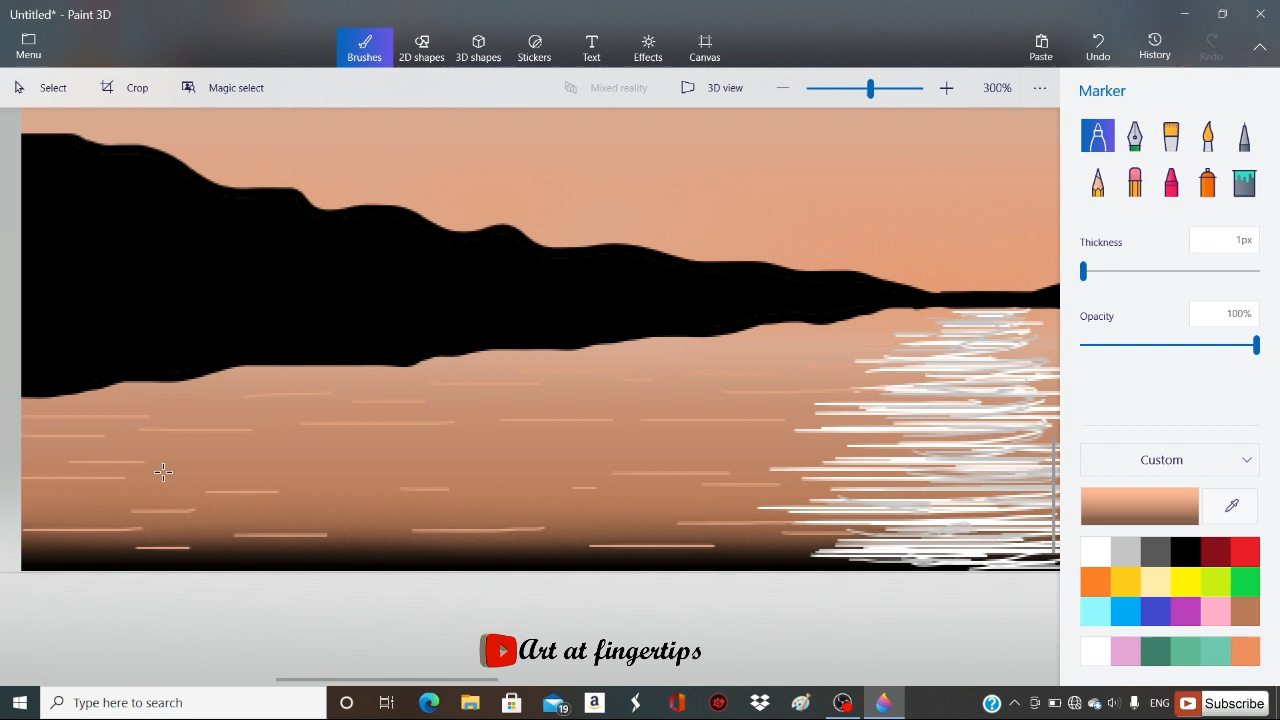 Untitled* - Paint 3D
Menu
Brushes
2D shapes
3D shapes
Stickers
Text
Effects
Canvas
Paste
Undo
History
Redo
Select
Crop
Magic select
Mixed reality
3D view
300%
Marker
Thickness
1px
Opacity
100%
Custom
Art at fingertips
Type here to search
19
a
ENG
Subscribe